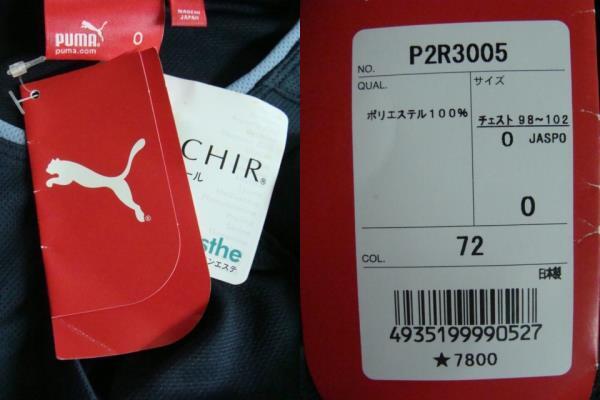 PUMA
puma.com
0
MADE IN
JAPAN
CHIR®
ール
sthe
ンエステ
NO.
P2R3005
QUAL.
サイズ
ポリエステル100%
チェスト 98~102
0 JASPO
0
COL.
72
日本製
4935199990527
★7800